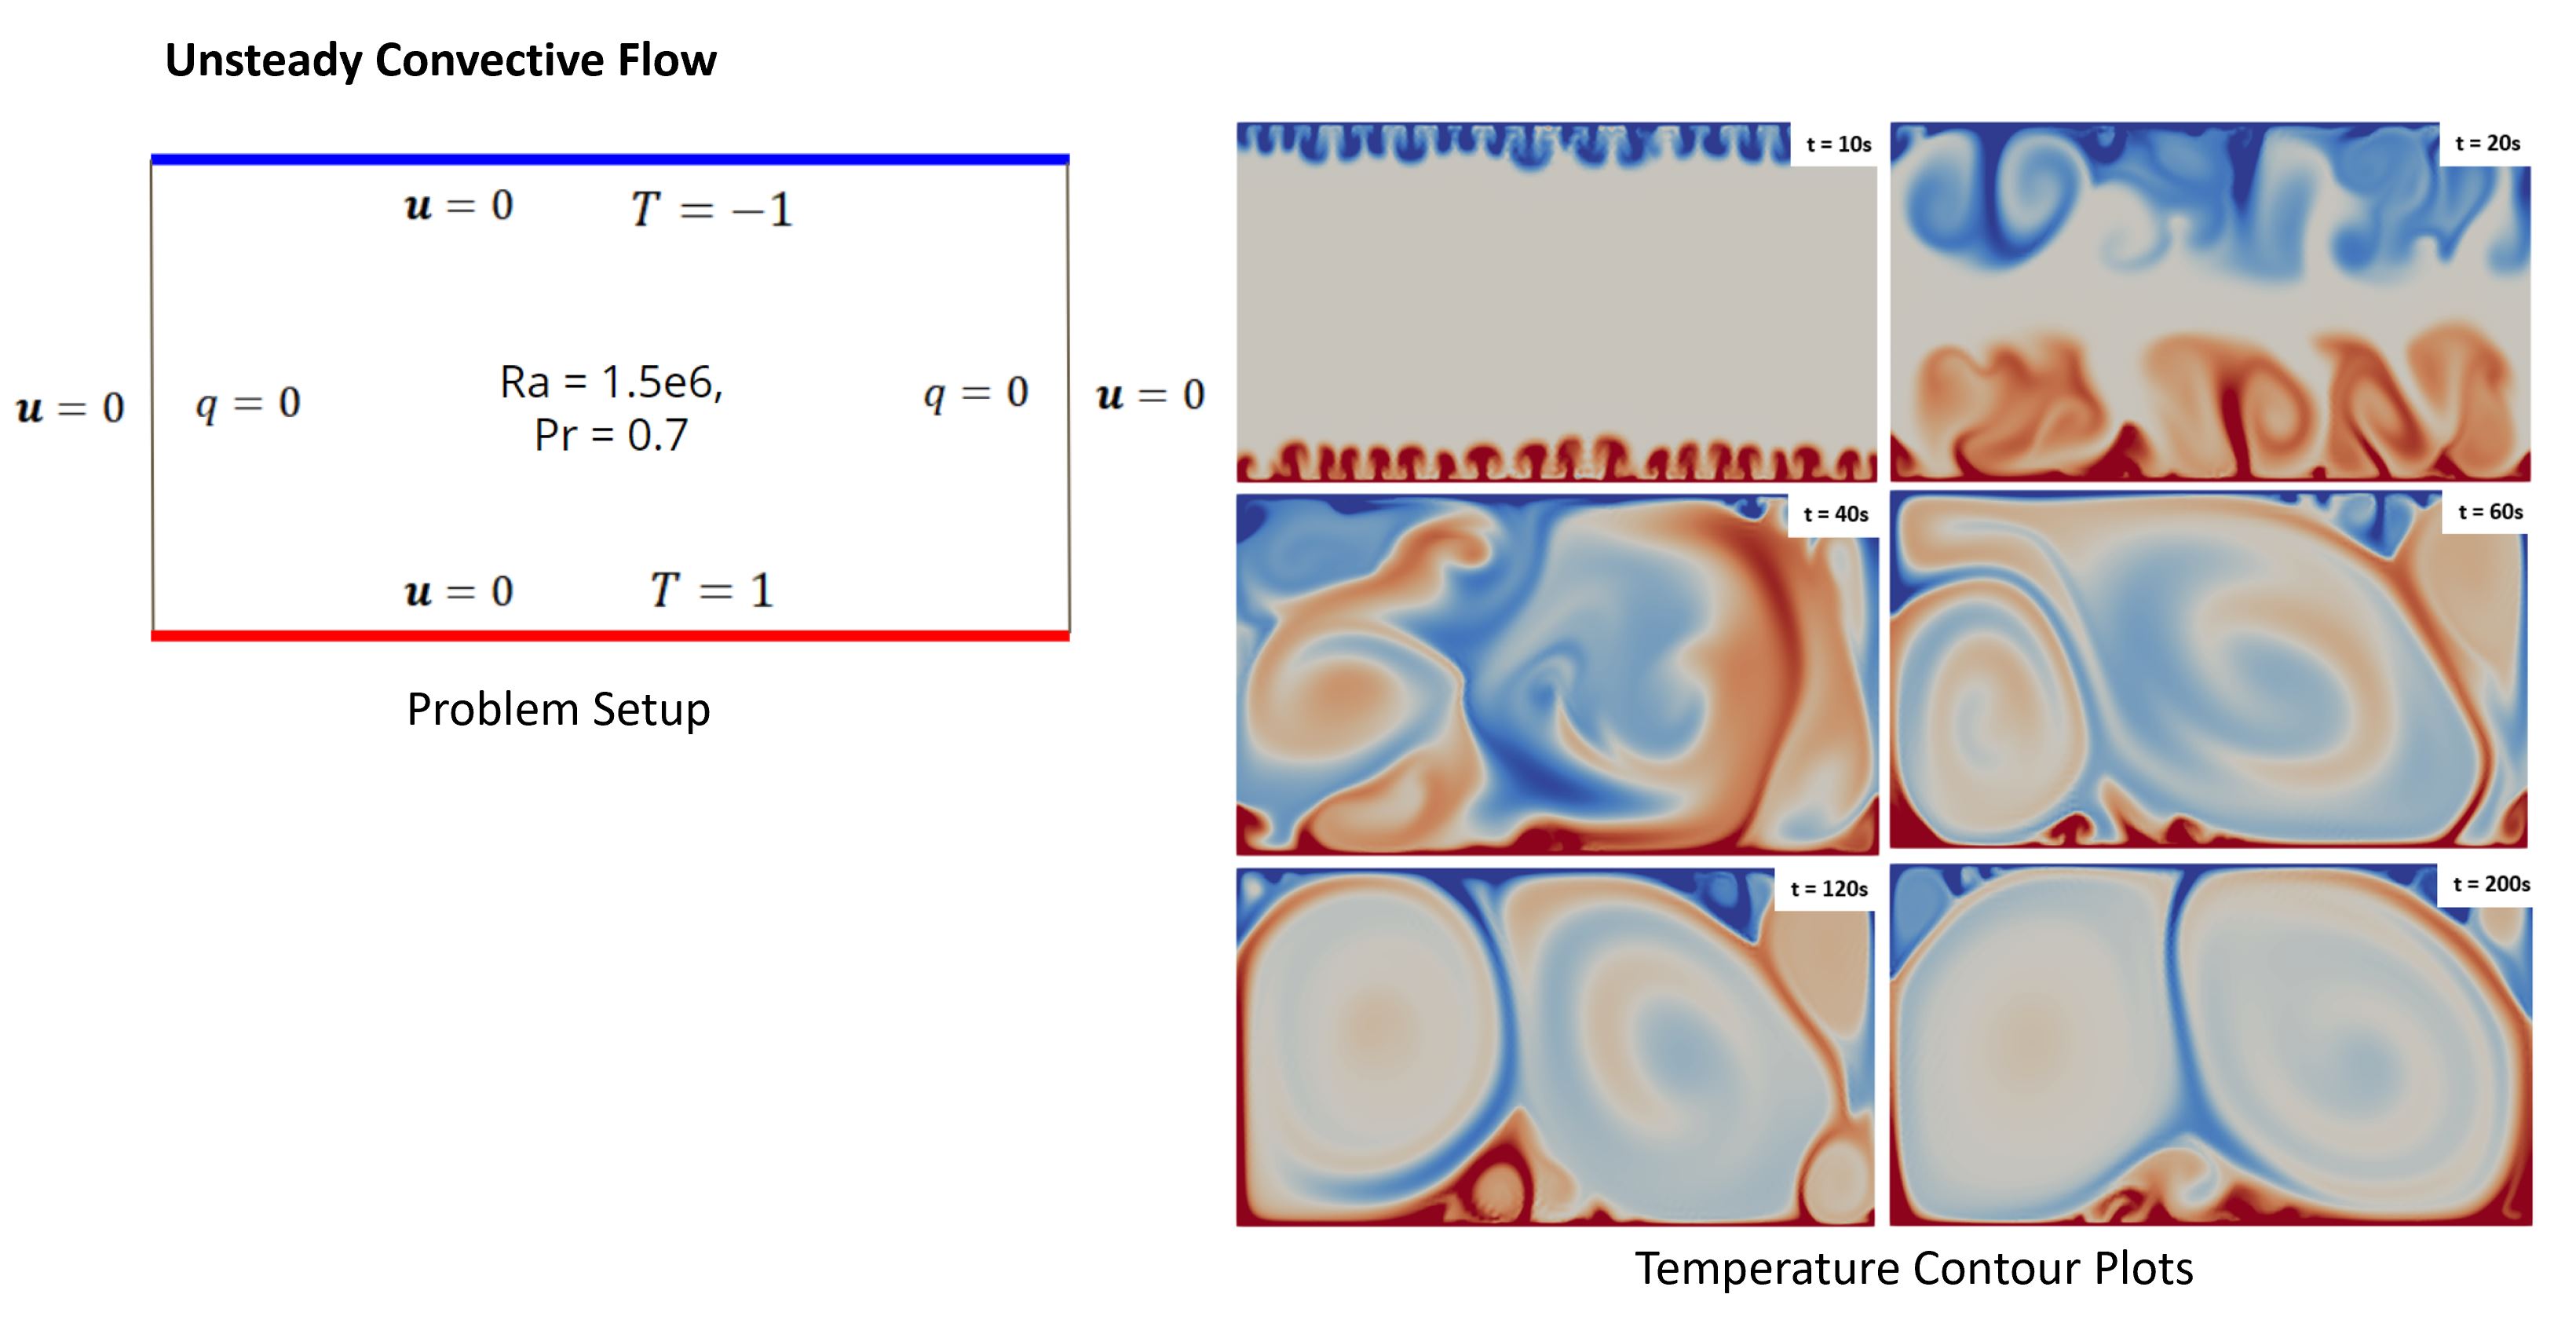 Unsteady Convective Flow
u = 0 T = −1
u = 0 q = 0
Ra = 1.5e6,
Pr = 0.7
q = 0 u = 0
u = 0 T = 1
Problem Setup
t = 10s
t = 20s
t = 40s
t = 60s
t = 120s
t = 200s
Temperature Contour Plots